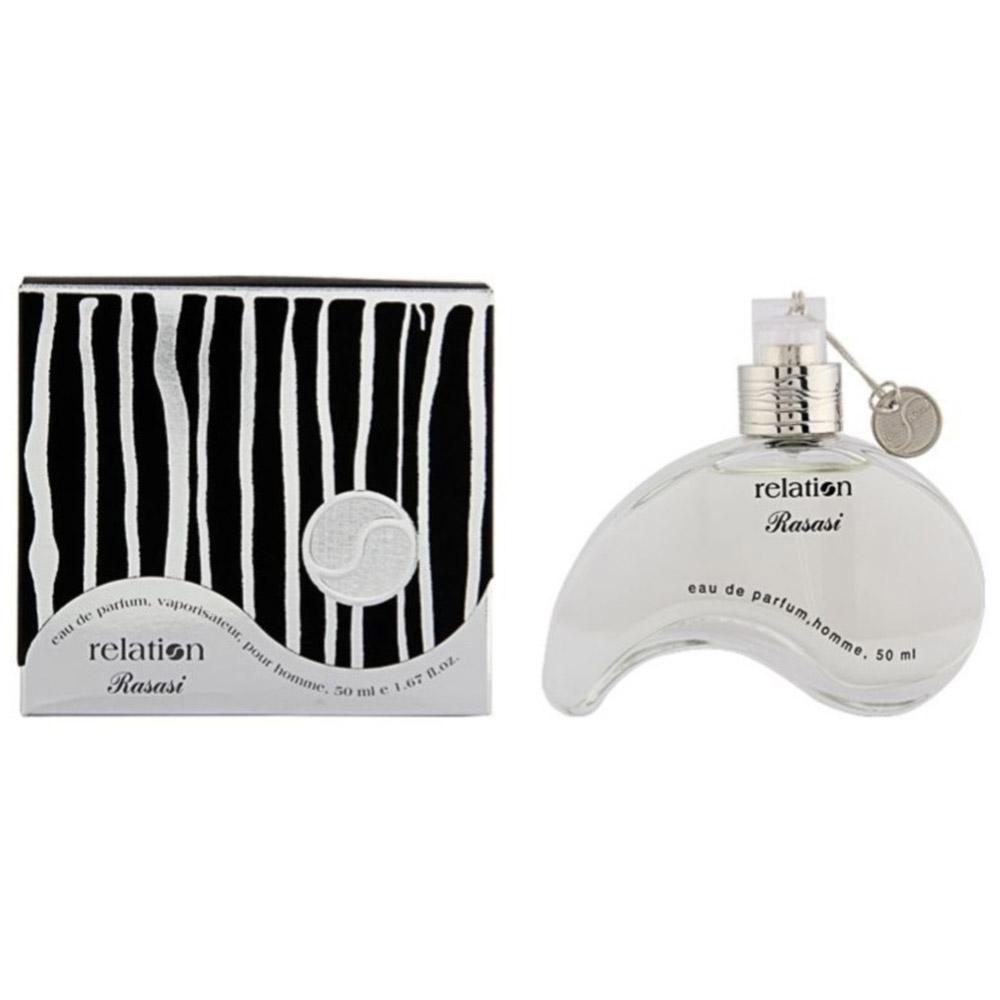 eau de parfum, vaporisateur, pour homme, 50 ml e 1.67 fl.oz.
relation
Rasasi
relation
Rasasi
eau de parfum, homme, 50 ml